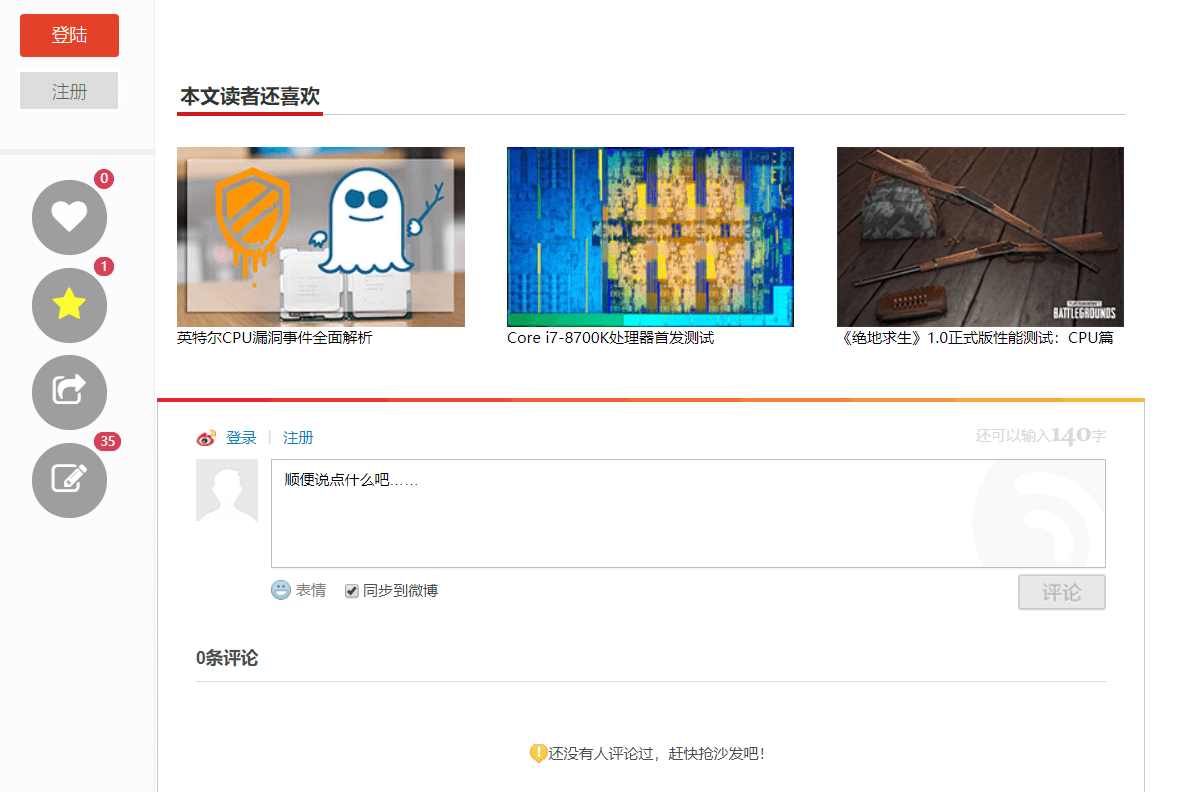 登陆
注册
0
1
35
本文读者还喜欢
BATTLEGROUNDS
英特尔CPU漏洞事件全面解析
Core i7-8700K处理器首发测试
《绝地求生》1.0正式版性能测试：CPU篇
登录 | 注册
还可以输入140字
顺便说点什么吧……
表情
同步到微博
评论
0条评论
还没有人评论过，赶快抢沙发吧！